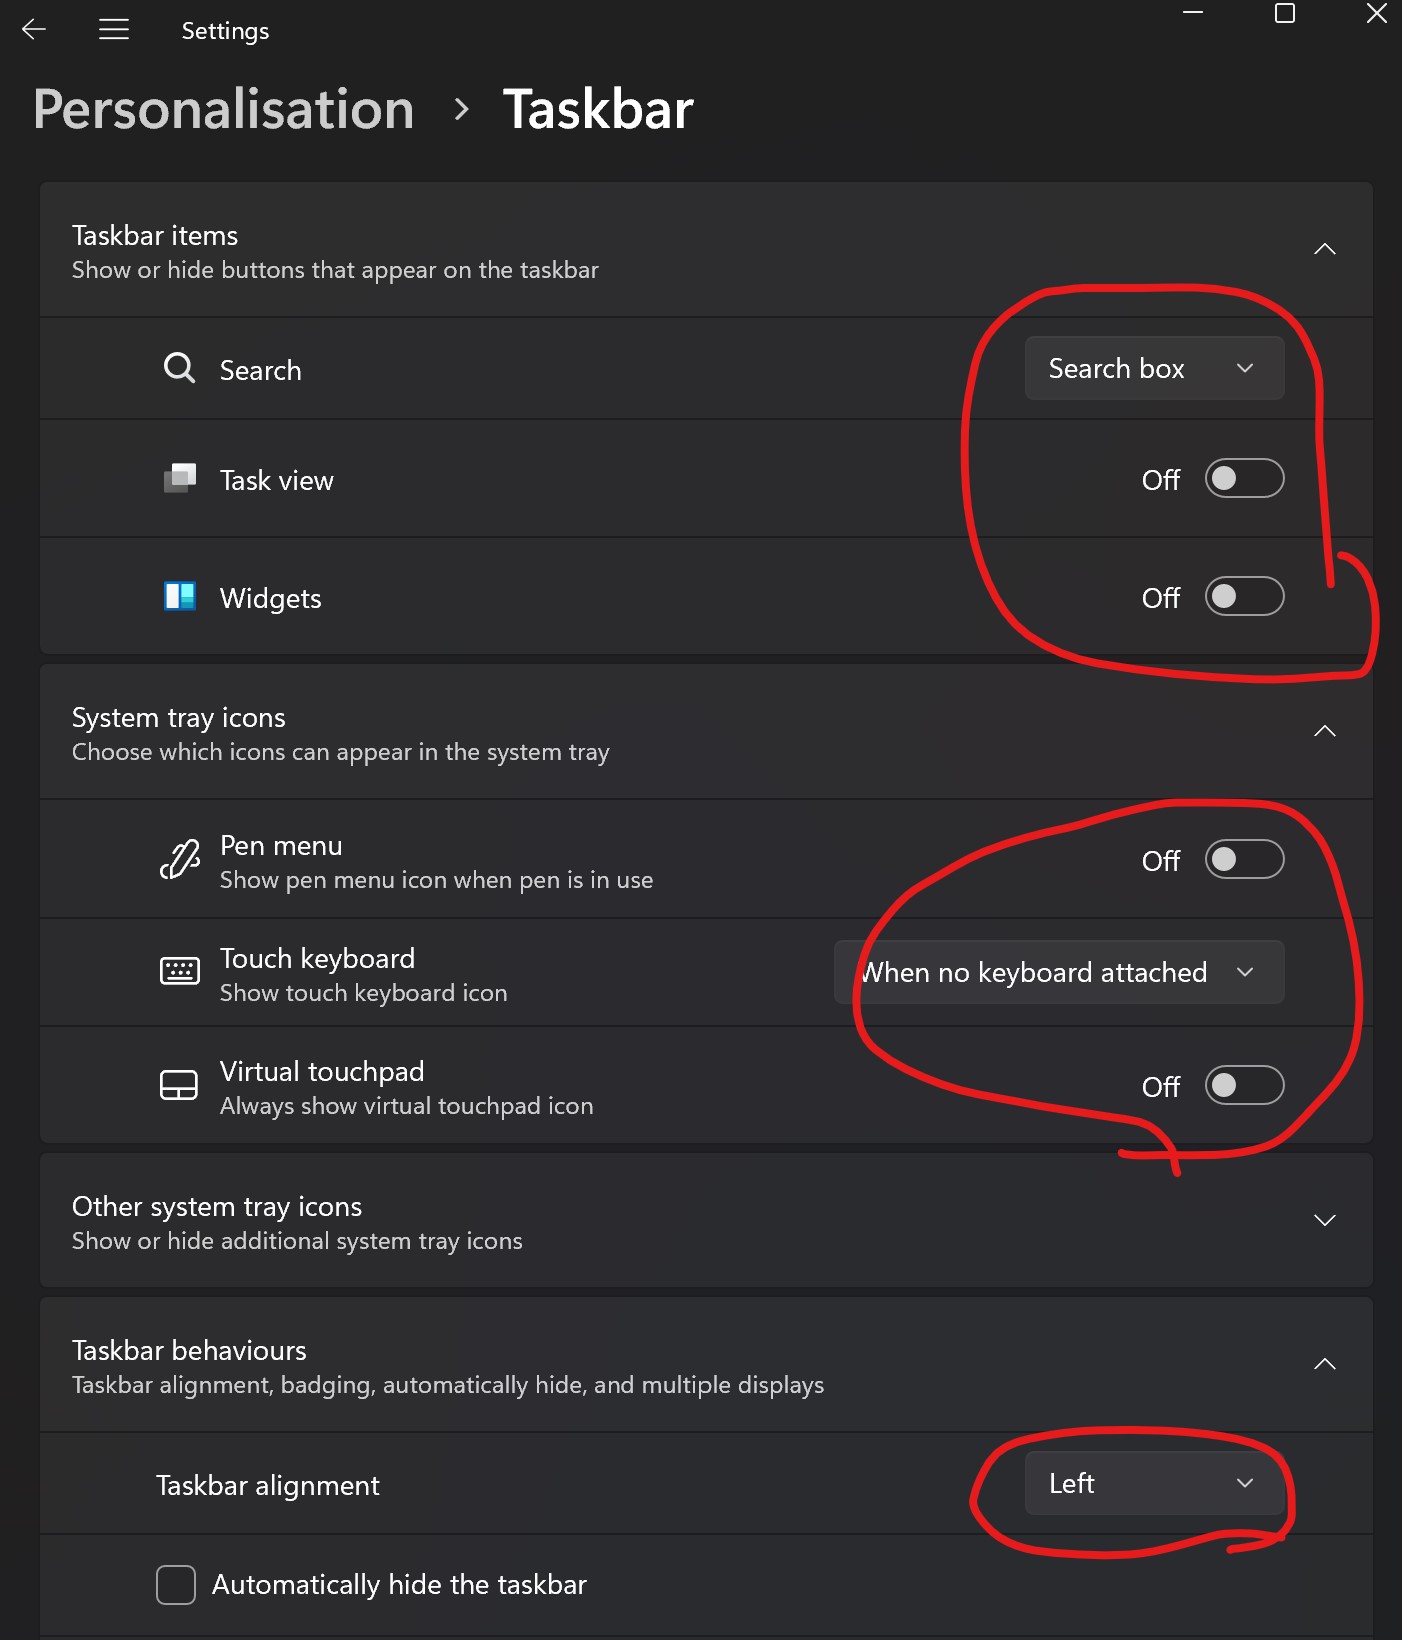 Settings
Personalisation > Taskbar
Taskbar items
Show or hide buttons that appear on the taskbar
Search
Search box
Task view
Off
Widgets
Off
System tray icons
Choose which icons can appear in the system tray
Pen menu
Show pen menu icon when pen is in use
Off
Touch keyboard
Show touch keyboard icon
When no keyboard attached
Virtual touchpad
Always show virtual touchpad icon
Off
Other system tray icons
Show or hide additional system tray icons
Taskbar behaviours
Taskbar alignment, badging, automatically hide, and multiple displays
Taskbar alignment
Left
Automatically hide the taskbar